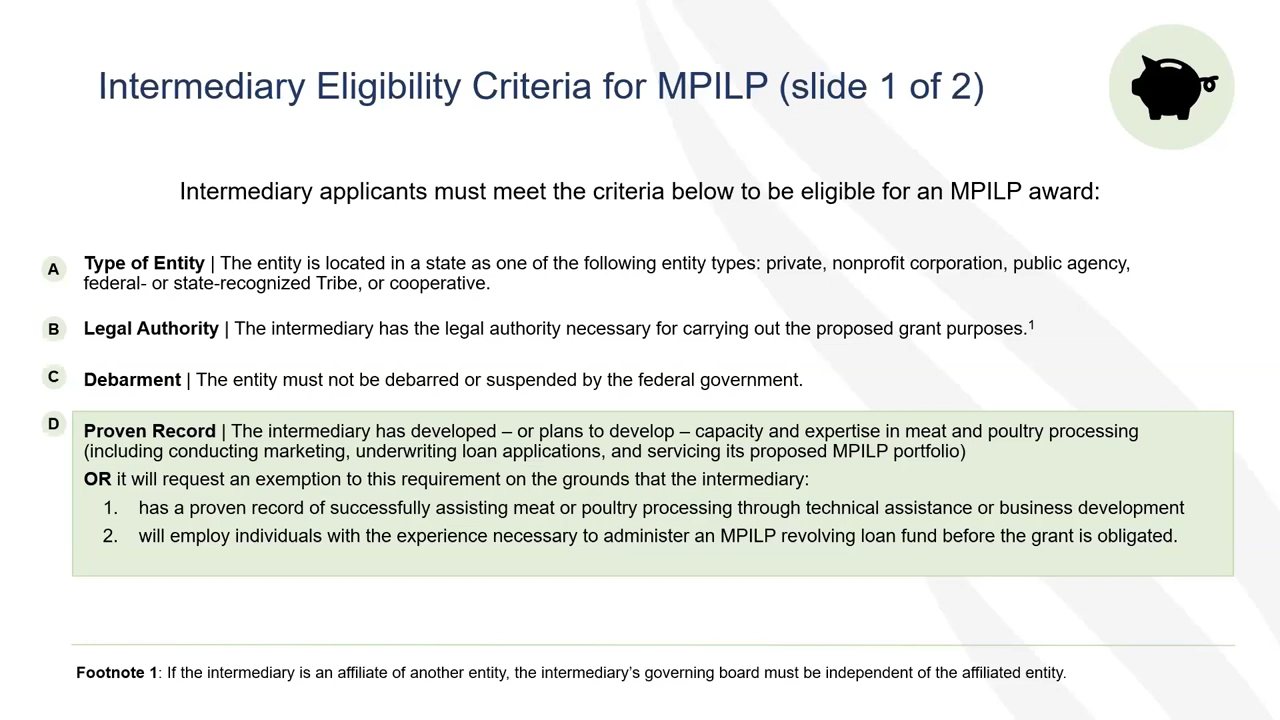 Intermediary Eligibility Criteria for MPILP (slide 1 of 2)
Intermediary applicants must meet the criteria below to be eligible for an MPILP award:
A
Type of Entity | The entity is located in a state as one of the following entity types: private, nonprofit corporation, public agency,
federal- or state-recognized Tribe, or cooperative.
B
Legal Authority | The intermediary has the legal authority necessary for carrying out the proposed grant purposes.1
C
Debarment | The entity must not be debarred or suspended by the federal government.
D
Proven Record | The intermediary has developed – or plans to develop – capacity and expertise in meat and poultry processing
(including conducting marketing, underwriting loan applications, and servicing its proposed MPILP portfolio)
OR it will request an exemption to this requirement on the grounds that the intermediary:
1. has a proven record of successfully assisting meat or poultry processing through technical assistance or business development
2. will employ individuals with the experience necessary to administer an MPILP revolving loan fund before the grant is obligated.
Footnote 1: If the intermediary is an affiliate of another entity, the intermediary's governing board must be independent of the affiliated entity.